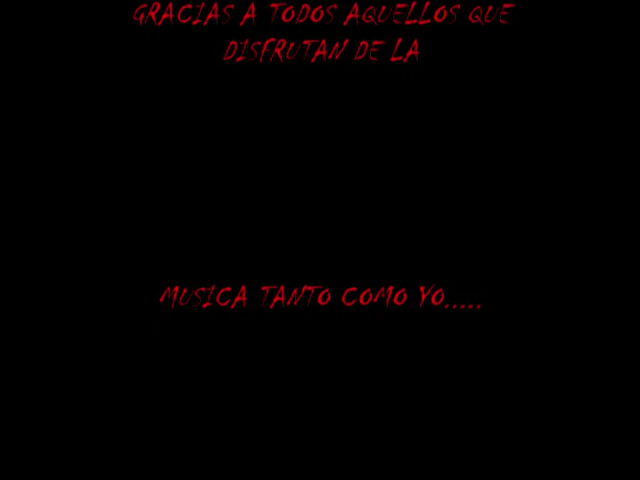 GRACIAS A TODOS AQUELLOS QUE
DISFRUTAN DE LA
MUSICA TANTO COMO YO.....